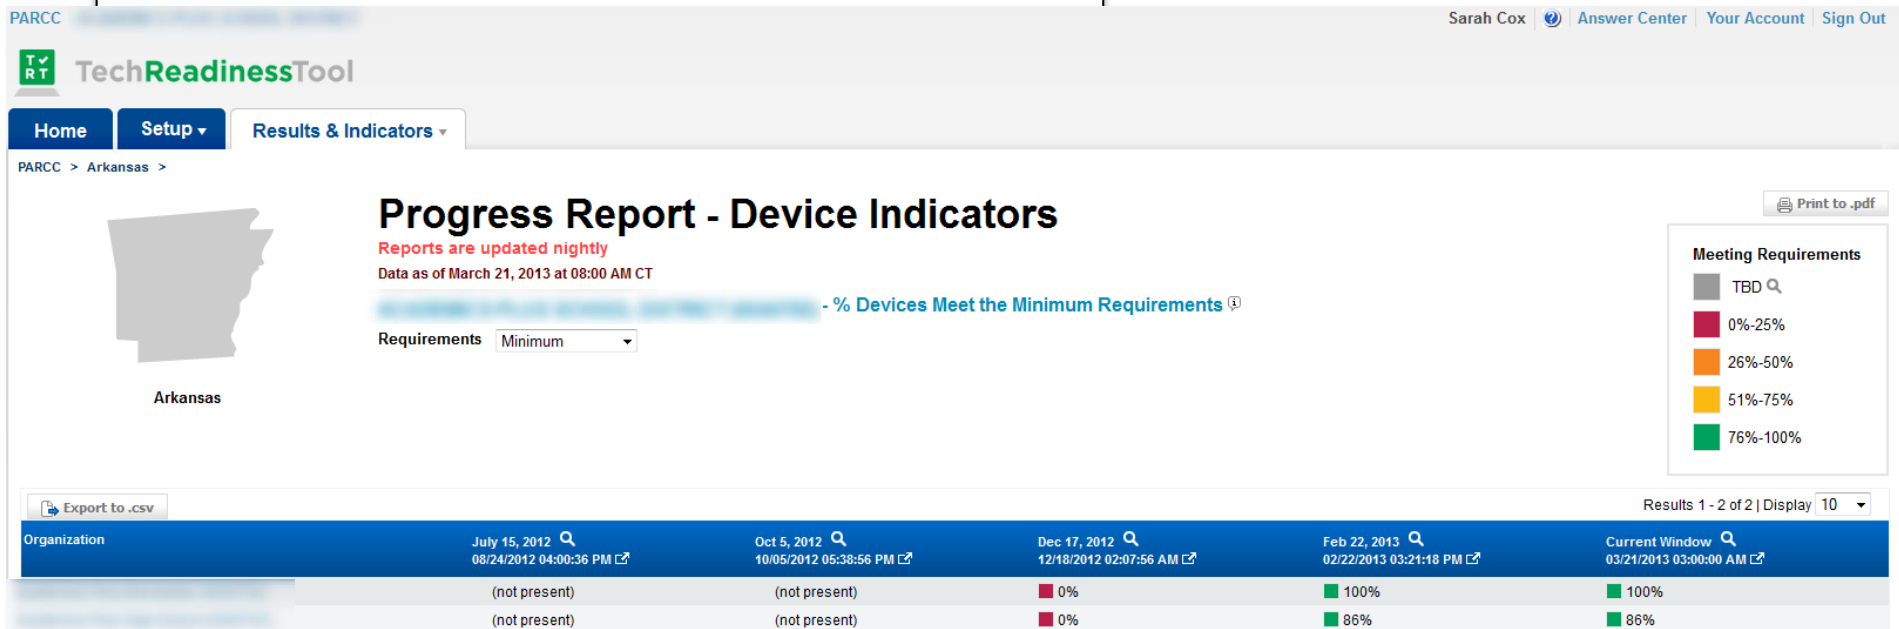 PARCC
Sarah Cox ? Answer Center Your Account Sign Out
T RT TechReadinessTool
Home Setup Results & Indicators
PARCC > Arkansas >
Progress Report - Device Indicators
Print to .pdf
Reports are updated nightly
Data as of March 21, 2013 at 08:00 AM CT
- % Devices Meet the Minimum Requirements
Requirements Minimum
Arkansas
Meeting Requirements
TBD
0%-25%
26%-50%
51%-75%
76%-100%
Export to .csv
Results 1 - 2 of 2 | Display 10
Organization July 15, 2012 Oct 5, 2012 Dec 17, 2012 Feb 22, 2013 Current Window
08/24/2012 04:00:36 PM 10/05/2012 05:38:56 PM 12/18/2012 02:07:56 AM 02/22/2013 03:21:18 PM 03/21/2013 03:00:00 AM
(not present) (not present) 0% 100% 100%
(not present) (not present) 0% 86% 86%